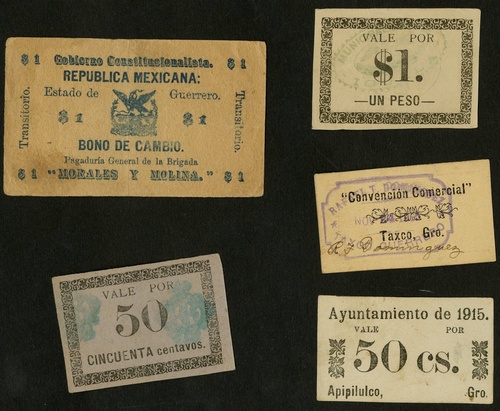 $1 Gobierno Constitucionalista. $1
REPUBLICA MEXICANA:
Estado de Guerrero.
Transitorio.
Transitorio.
$1 $1
BONO DE CAMBIO.
Pagaduría General de la Brigada
$1 "MORALES Y MOLINA." $1
VALE POR
$1.
—UN PESO—
"Convención Comercial"
Taxco, Gro.
R. T. Dominguez
VALE POR
50
CINCUENTA centavos.
Ayuntamiento de 1915.
VALE POR
50 cs.
Apipilulco, Gro.